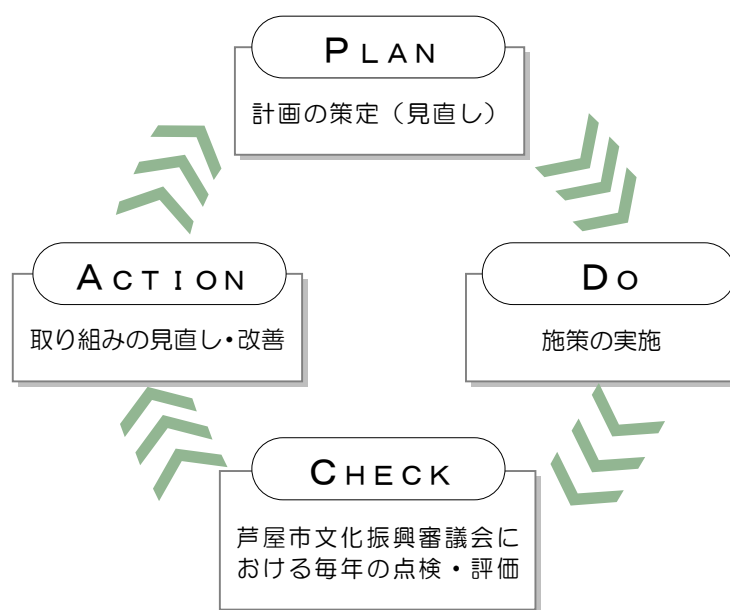 PLAN
計画の策定（見直し）
ACTION
取り組みの見直し・改善
DO
施策の実施
CHECK
芦屋市文化振興審議会に
おける毎年の点検・評価